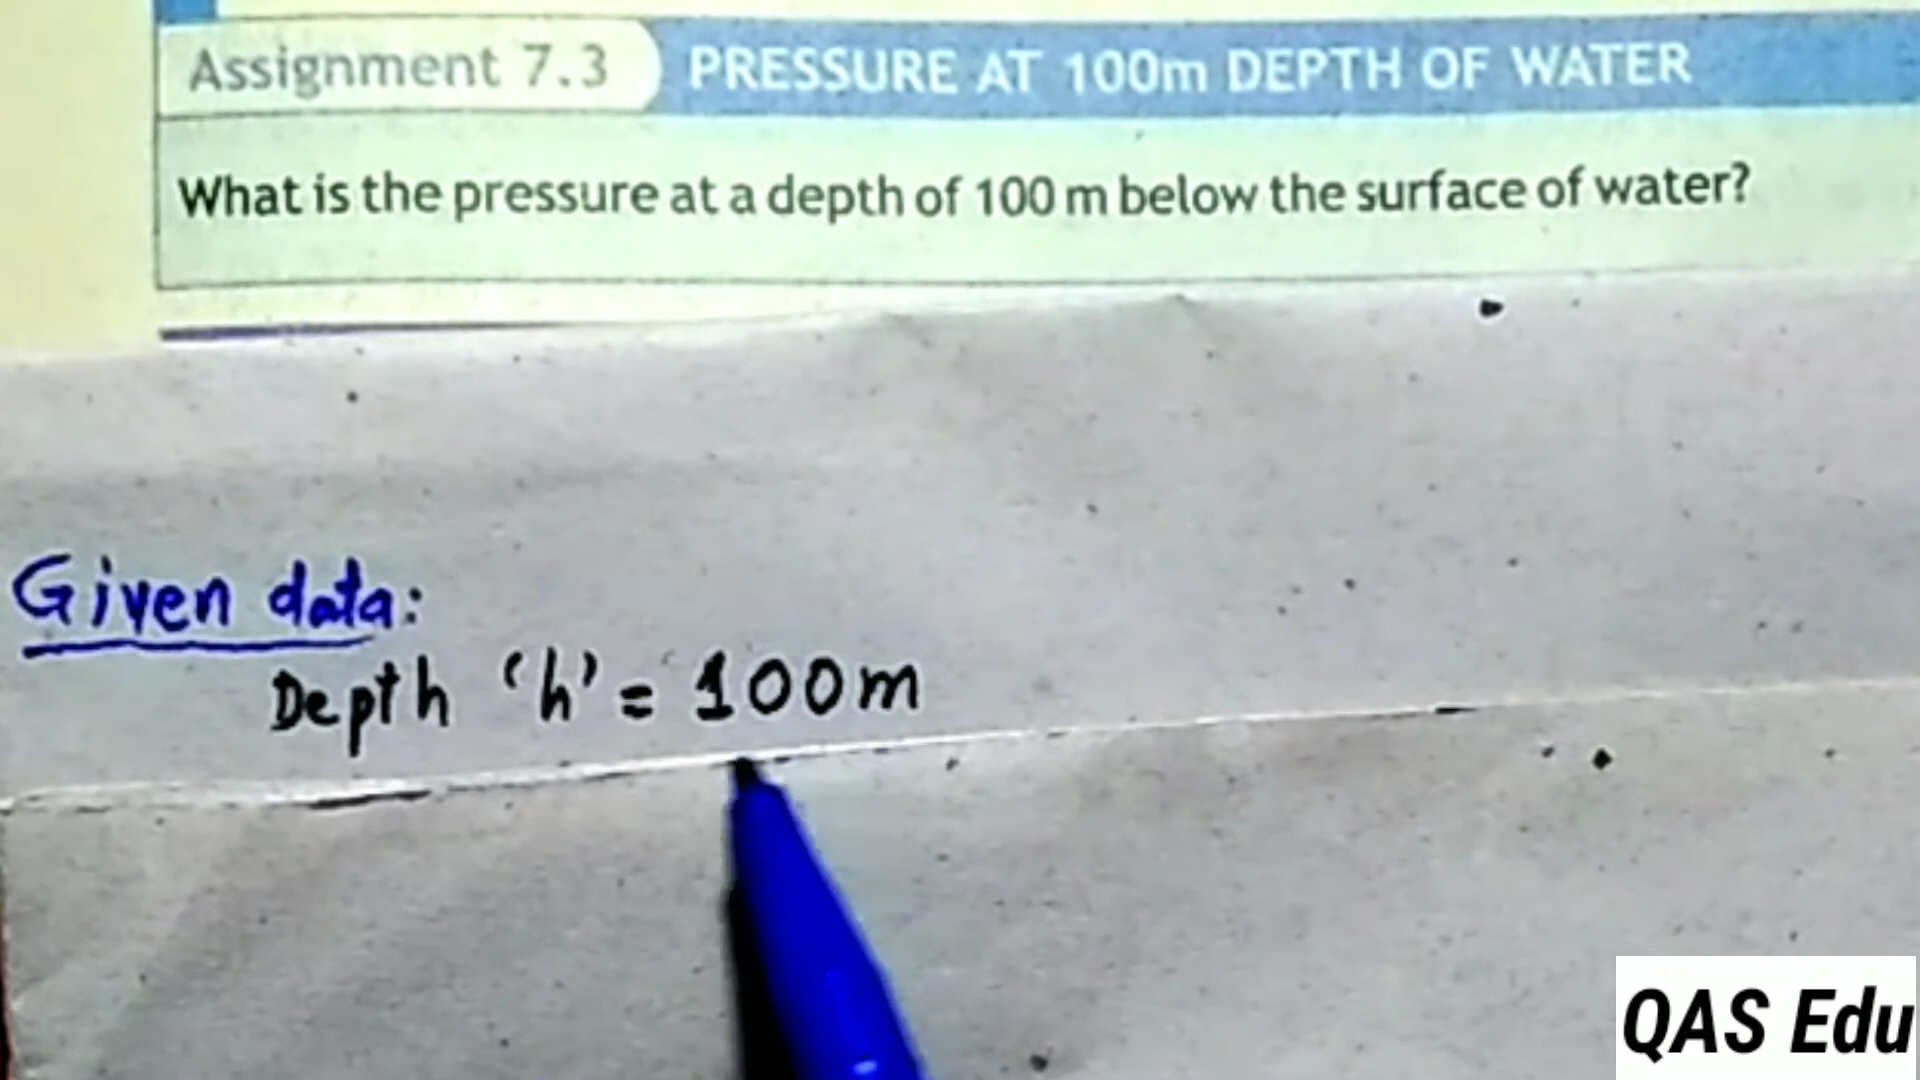 Assignment 7.3 PRESSURE AT 100m DEPTH OF WATER
What is the pressure at a depth of 100 m below the surface of water?
Given data:
Depth 'h' = 100m
QAS Edu